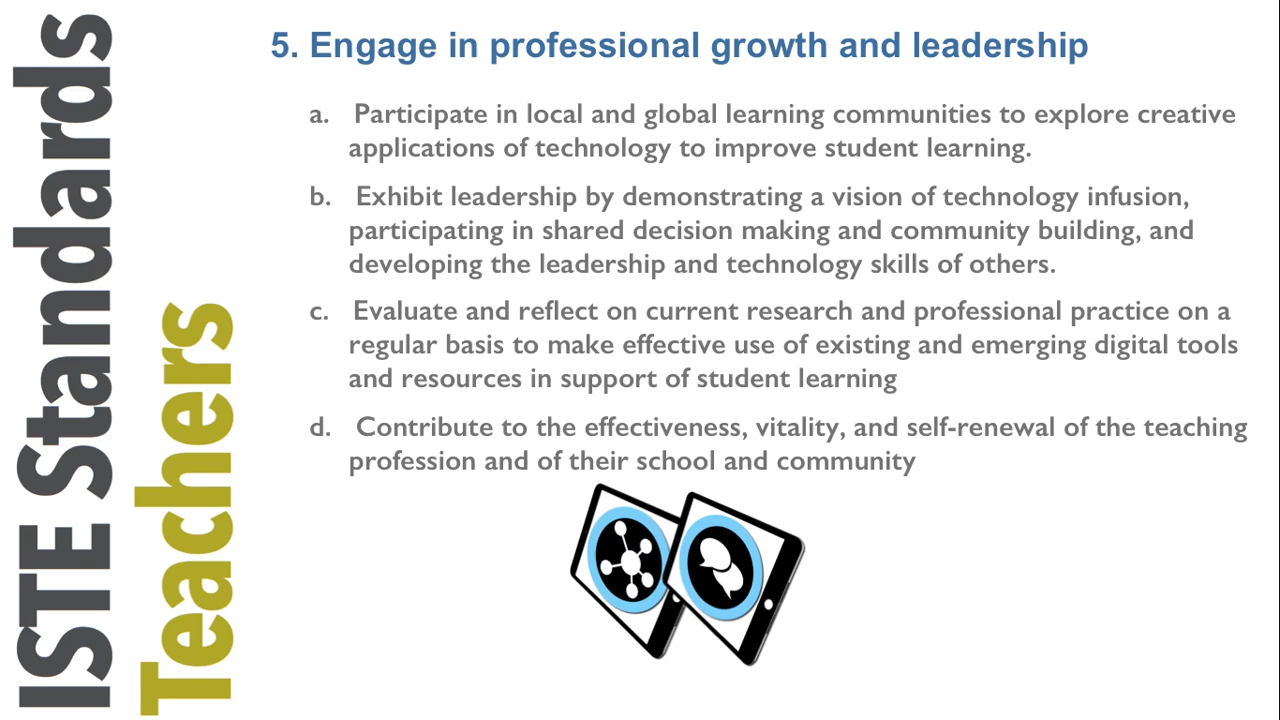 ISTE Standards
Teachers
5. Engage in professional growth and leadership
a. Participate in local and global learning communities to explore creative
applications of technology to improve student learning.
b. Exhibit leadership by demonstrating a vision of technology infusion,
participating in shared decision making and community building, and
developing the leadership and technology skills of others.
c. Evaluate and reflect on current research and professional practice on a
regular basis to make effective use of existing and emerging digital tools
and resources in support of student learning
d. Contribute to the effectiveness, vitality, and self-renewal of the teaching
profession and of their school and community